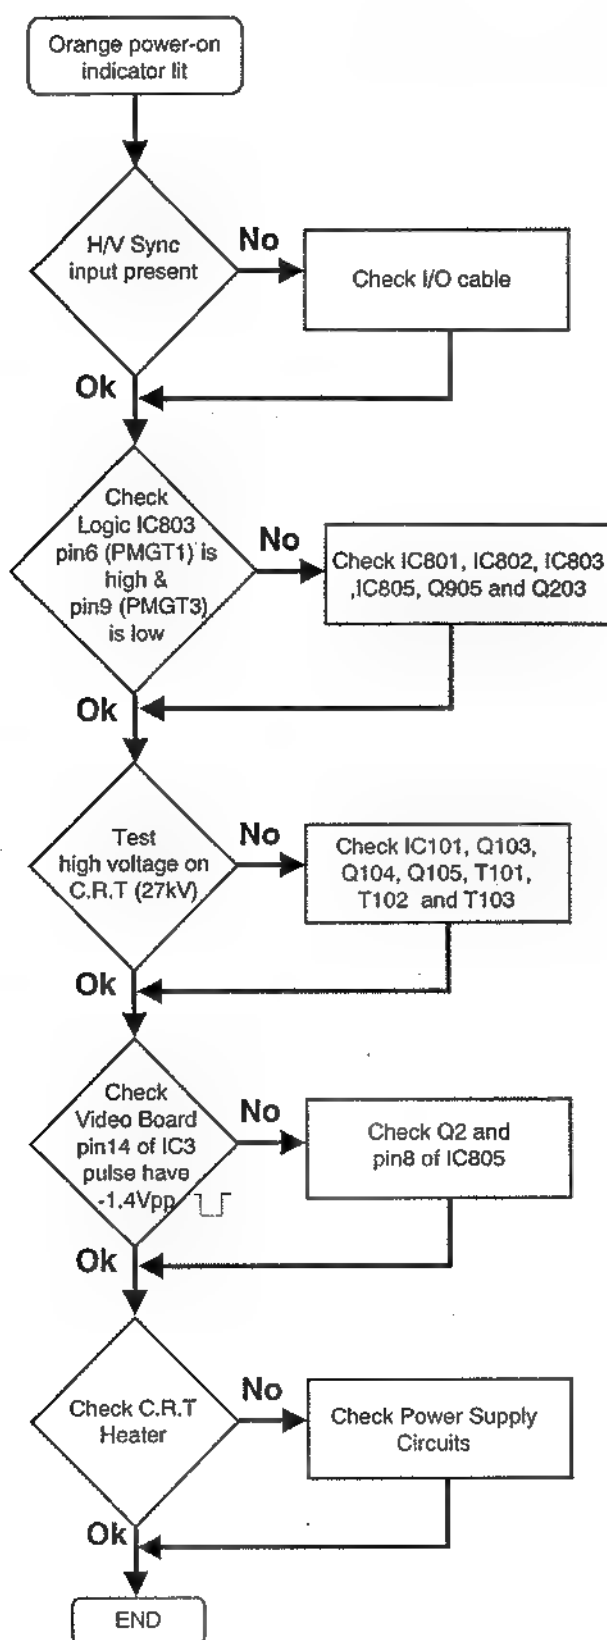 Orange power-on
indicator lit
H/V Sync
input present
No
Check I/O cable
Ok
Check
Logic IC803
pin6 (PMGT1) is
high &
pin9 (PMGT3)
is low
No
Check IC801, IC802, IC803
,IC805, Q905 and Q203
Ok
Test
high voltage on
C.R.T (27kV)
No
Check IC101, Q103,
Q104, Q105, T101,
T102 and T103
Ok
Check
Video Board
pin14 of IC3
pulse have
-1.4Vpp
No
Check Q2 and
pin8 of IC805
Ok
Check C.R.T
Heater
No
Check Power Supply
Circuits
Ok
END